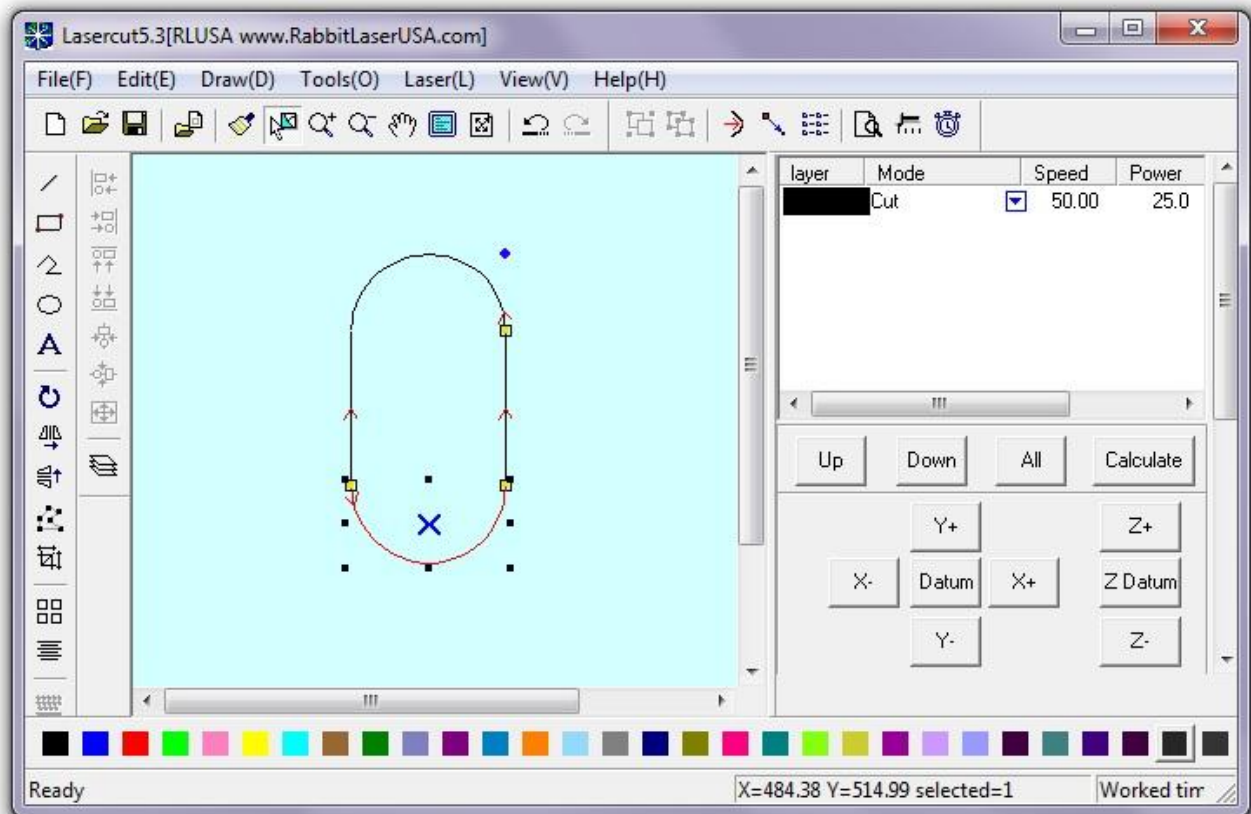 Lasercut5.3[RLUSA www.RabbitLaserUSA.com]
File(F) Edit(E) Draw(D) Tools(O) Laser(L) View(V) Help(H)
layer Mode Speed Power
Cut 50.00 25.0
Up Down All Calculate
Y+ Z+
X- Datum X+ Z Datum
Y- Z-
Ready X=484.38 Y=514.99 selected=1 Worked tim